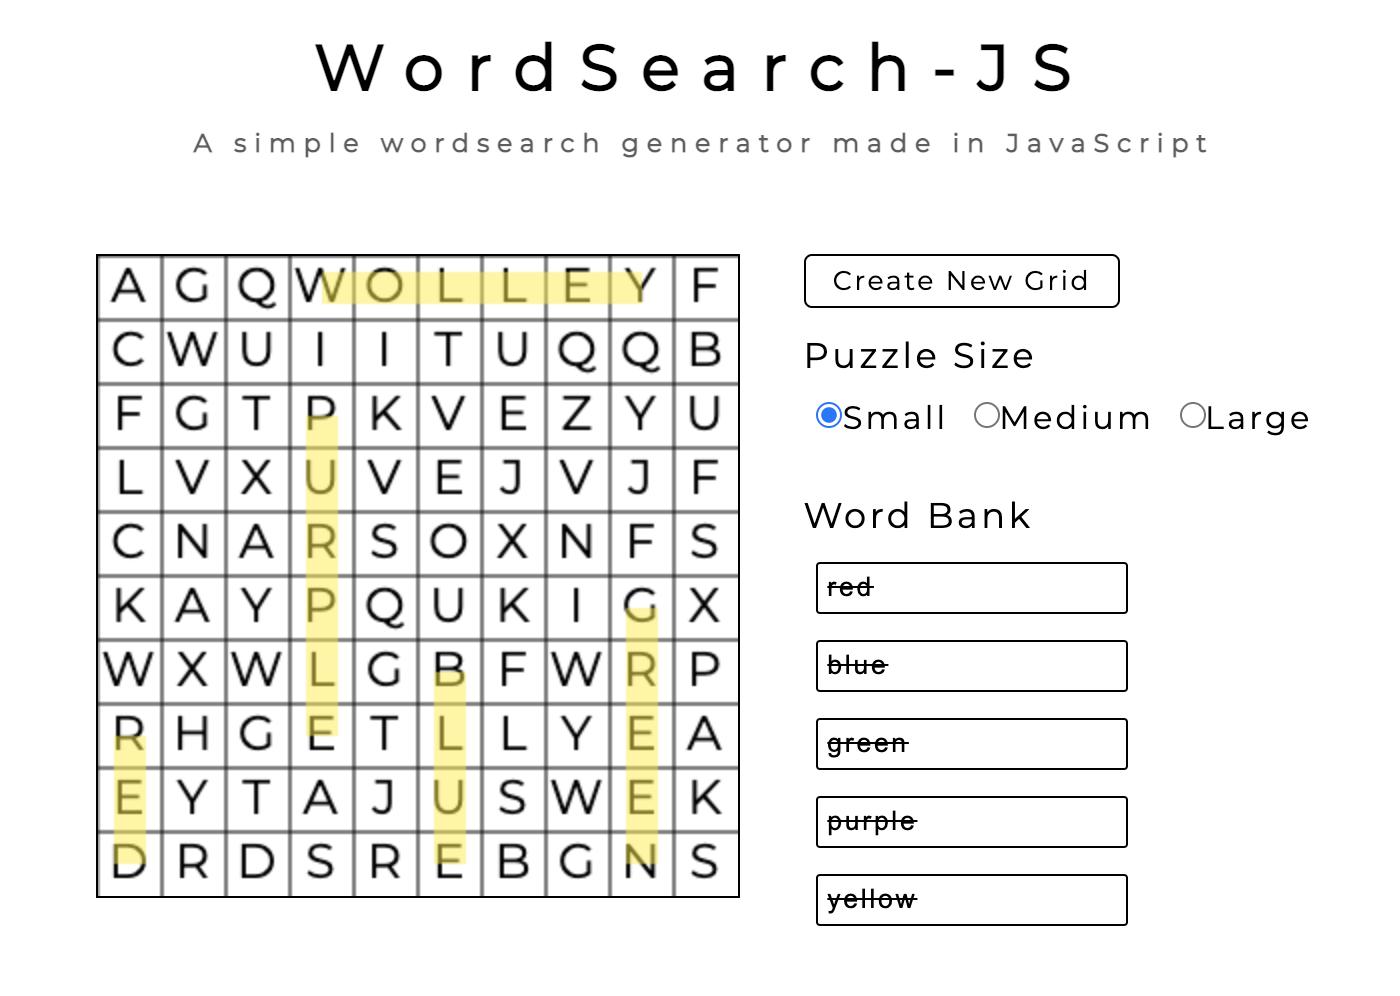 WordSearch-JS
A simple wordsearch generator made in JavaScript
A G Q W O L L E Y F
C W U I I T U Q Q B
F G T P K V E Z Y U
L V X U V E J V J F
C N A R S O X N F S
K A Y P Q U K I G X
W X W L G B F W R P
R H G E T L L Y E A
E Y T A J U S W E K
D R D S R E B G N S
Create New Grid
Puzzle Size
Small Medium Large
Word Bank
red
blue
green
purple
yellow